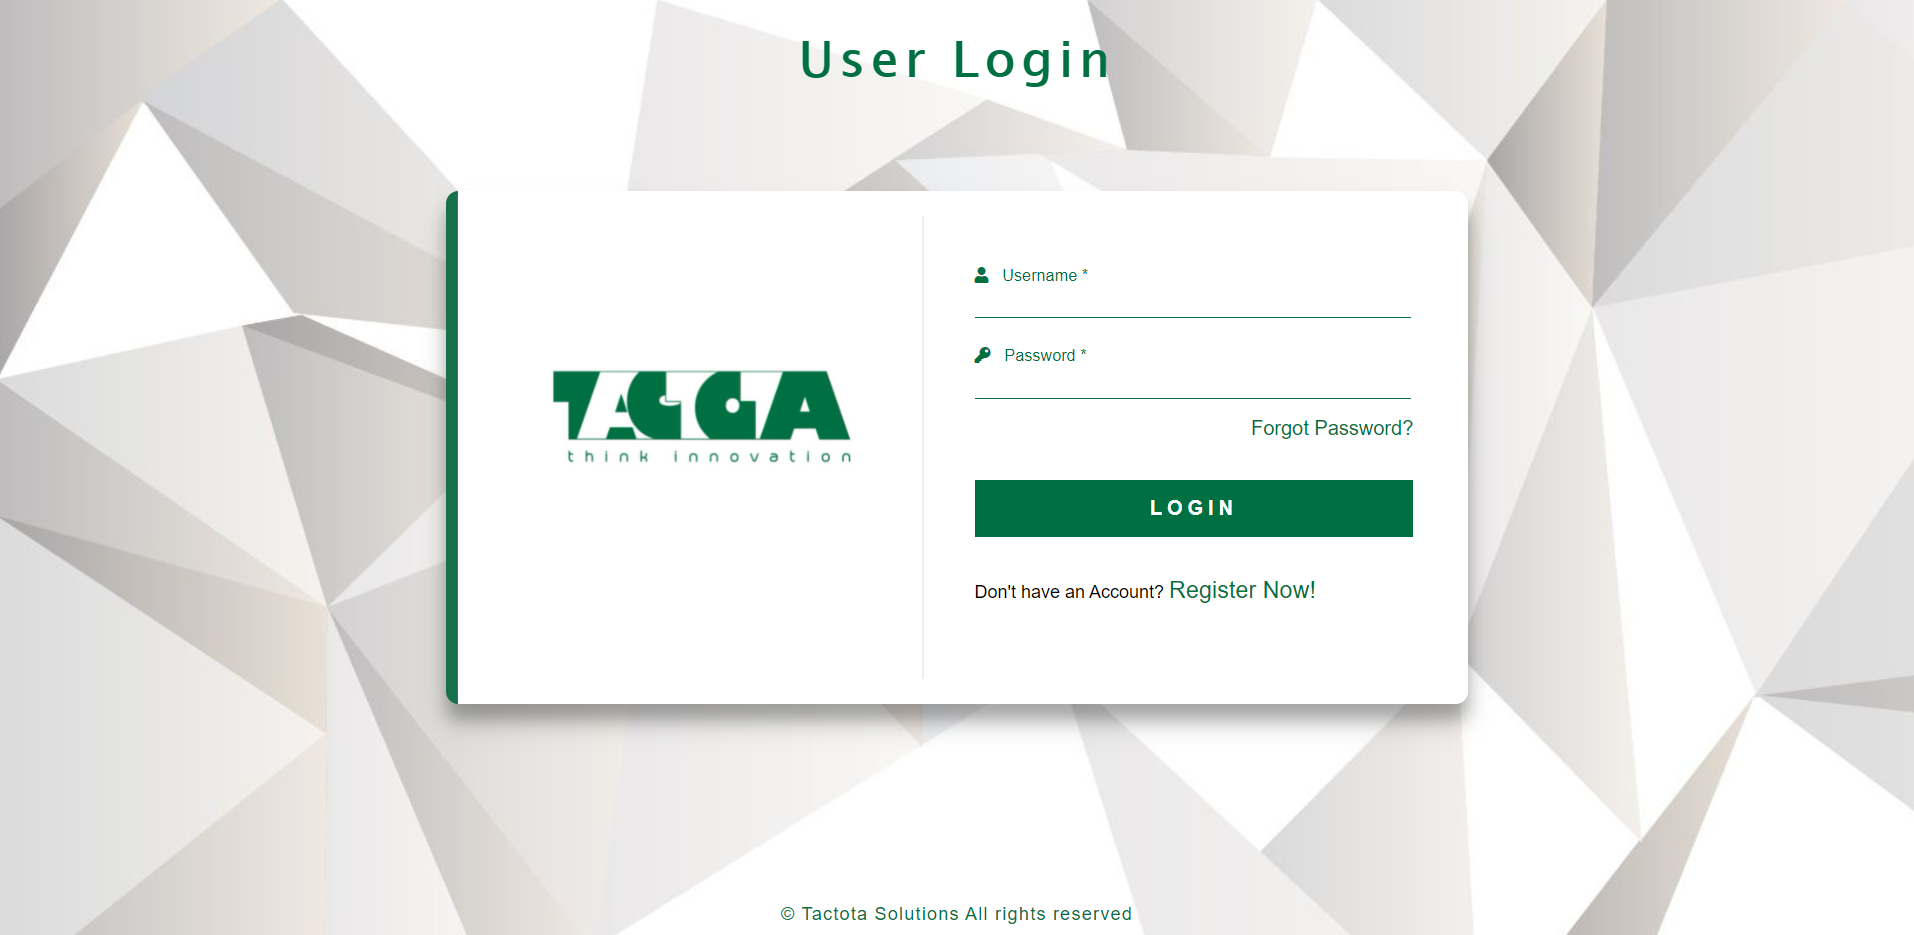 User Login
Username *
Password *
Forgot Password?
think innovation
LOGIN
Don't have an Account? Register Now!
© Tactota Solutions All rights reserved